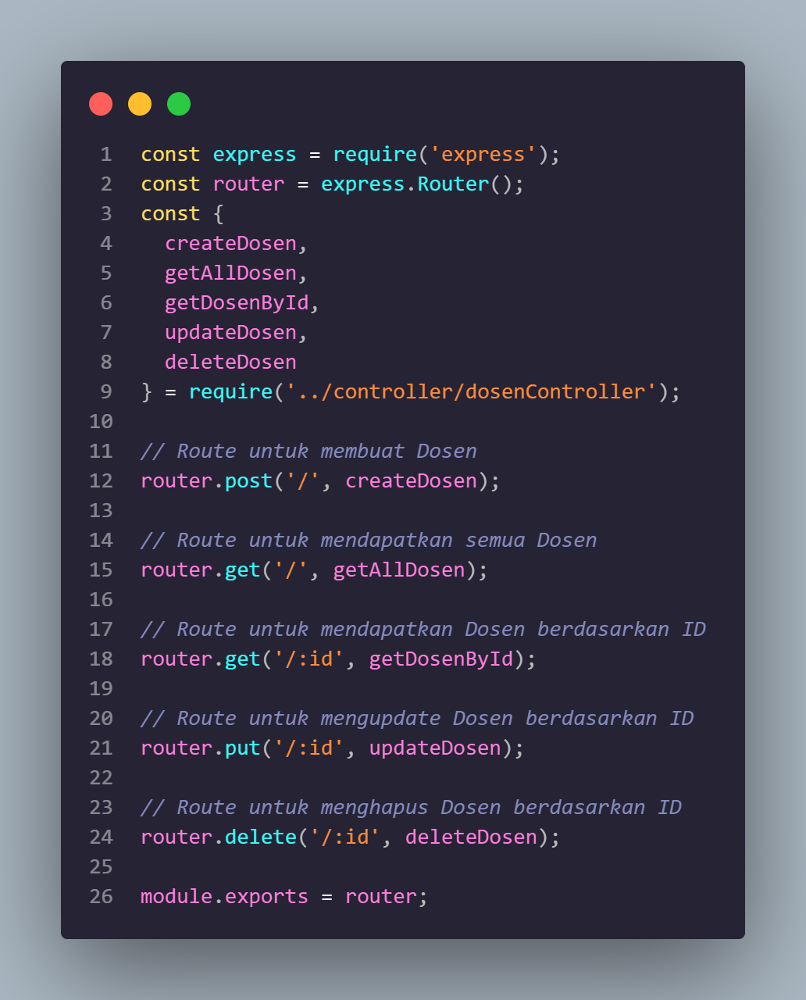 1 const express = require('express');
2 const router = express.Router();
3 const {
4   createDosen,
5   getAllDosen,
6   getDosenById,
7   updateDosen,
8   deleteDosen
9 } = require('../controller/dosenController');
10
11 // Route untuk membuat Dosen
12 router.post('/', createDosen);
13
14 // Route untuk mendapatkan semua Dosen
15 router.get('/', getAllDosen);
16
17 // Route untuk mendapatkan Dosen berdasarkan ID
18 router.get('/:id', getDosenById);
19
20 // Route untuk mengupdate Dosen berdasarkan ID
21 router.put('/:id', updateDosen);
22
23 // Route untuk menghapus Dosen berdasarkan ID
24 router.delete('/:id', deleteDosen);
25
26 module.exports = router;